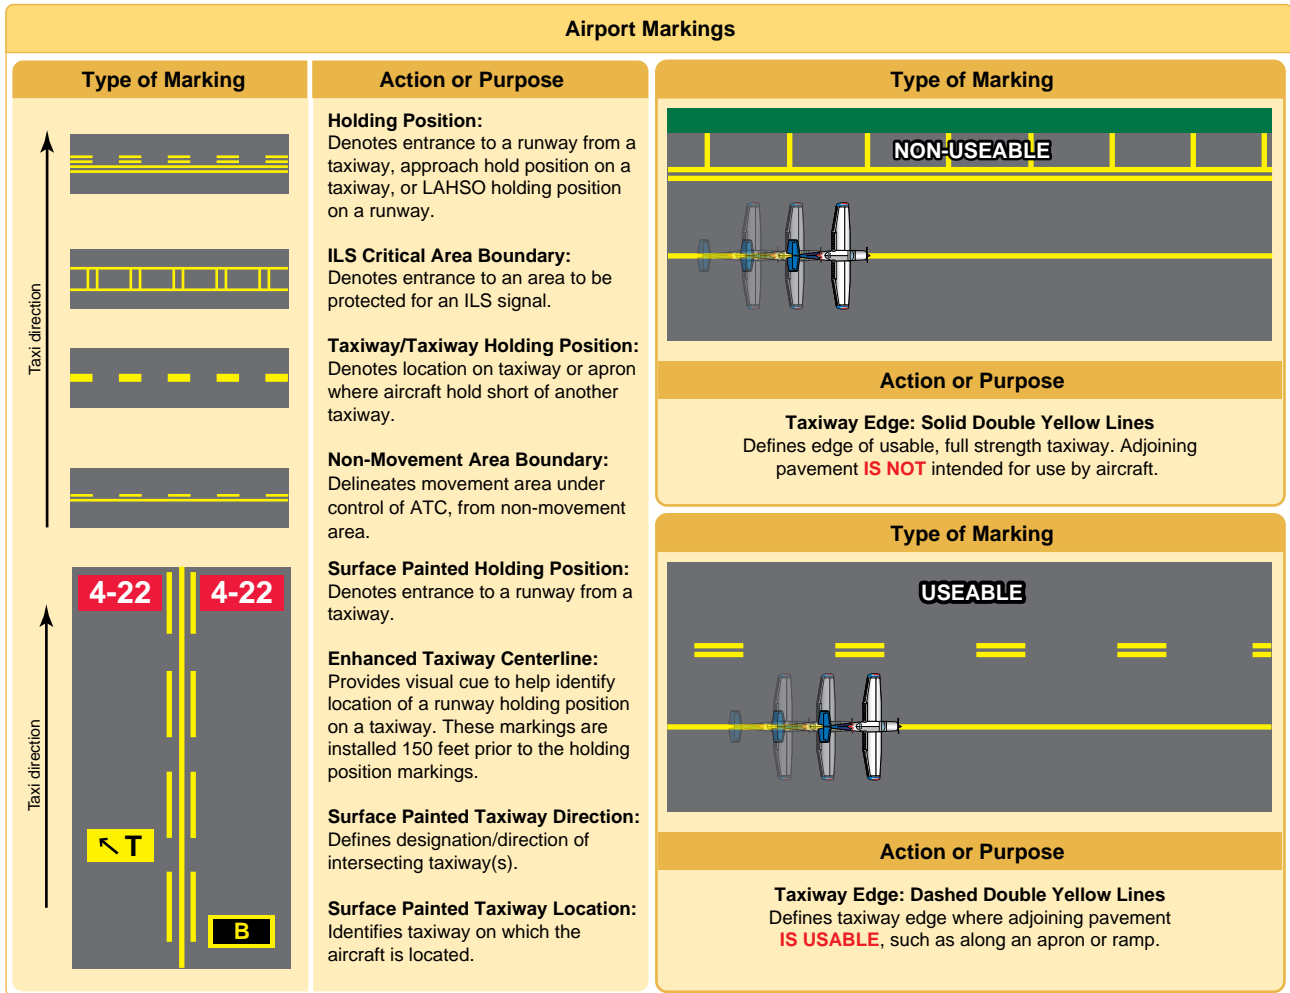 Airport Markings
Type of Marking
Action or Purpose
Taxi direction
Holding Position:
Denotes entrance to a runway from a
taxiway, approach hold position on a
taxiway, or LAHSO holding position
on a runway.
ILS Critical Area Boundary:
Denotes entrance to an area to be
protected for an ILS signal.
Taxiway/Taxiway Holding Position:
Denotes location on taxiway or apron
where aircraft hold short of another
taxiway.
Non-Movement Area Boundary:
Delineates movement area under
control of ATC, from non-movement
area.
4-22
4-22
Taxi direction
T
B
Surface Painted Holding Position:
Denotes entrance to a runway from a
taxiway.
Enhanced Taxiway Centerline:
Provides visual cue to help identify
location of a runway holding position
on a taxiway. These markings are
installed 150 feet prior to the holding
position markings.
Surface Painted Taxiway Direction:
Defines designation/direction of
intersecting taxiway(s).
Surface Painted Taxiway Location:
Identifies taxiway on which the
aircraft is located.
Type of Marking
NON-USEABLE
Action or Purpose
Taxiway Edge: Solid Double Yellow Lines
Defines edge of usable, full strength taxiway. Adjoining
pavement IS NOT intended for use by aircraft.
Type of Marking
USEABLE
Action or Purpose
Taxiway Edge: Dashed Double Yellow Lines
Defines taxiway edge where adjoining pavement
IS USABLE, such as along an apron or ramp.